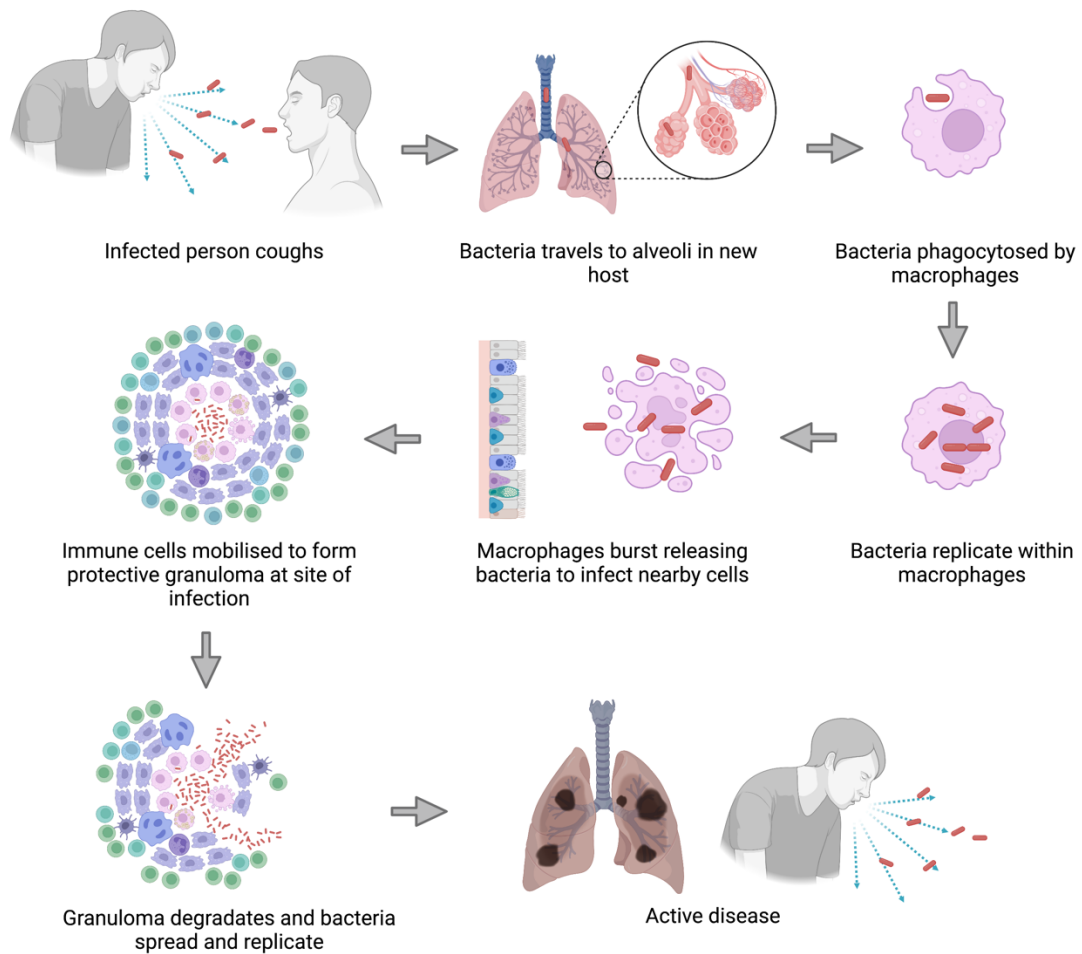 Infected person coughs
Bacteria travels to alveoli in new
host
Bacteria phagocytosed by
macrophages
Bacteria replicate within
macrophages
Macrophages burst releasing
bacteria to infect nearby cells
Immune cells mobilised to form
protective granuloma at site of
infection
Granuloma degradates and bacteria
spread and replicate
Active disease